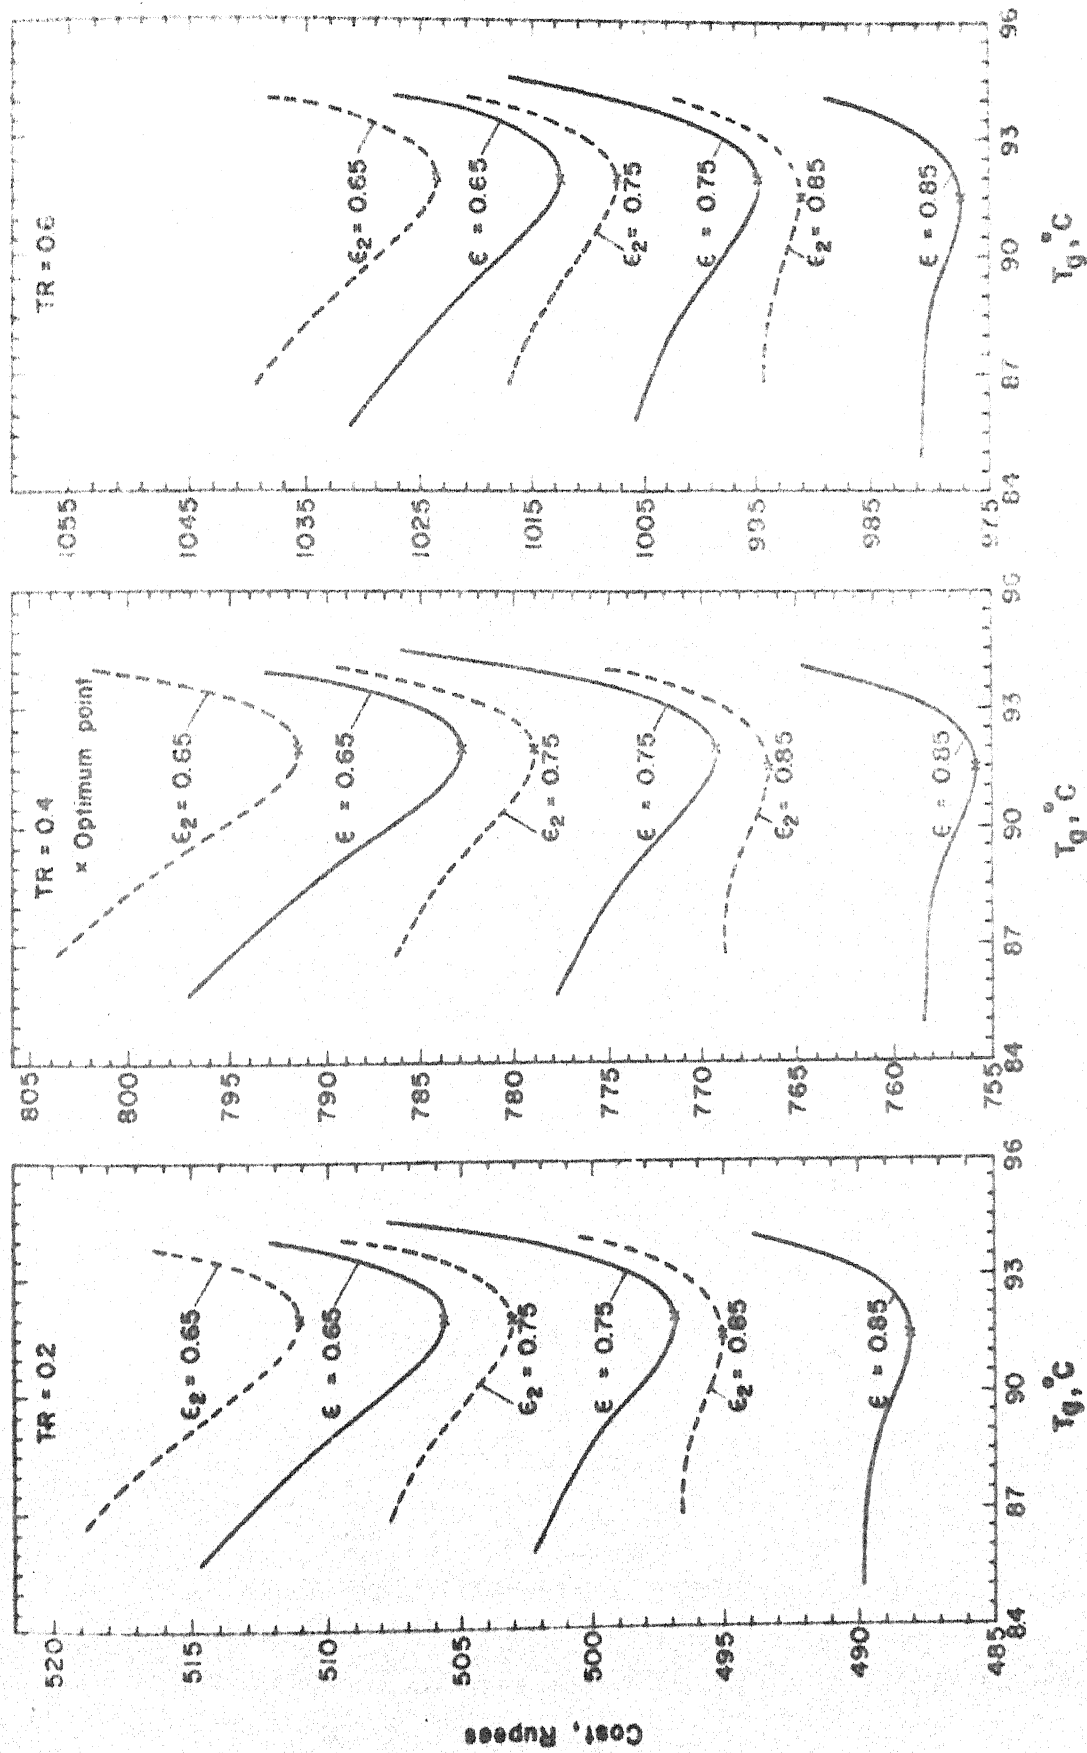 TR = 0.2
ε₂ = 0.65
ε = 0.65
ε₂ = 0.75
ε = 0.75
ε₂ = 0.85
ε = 0.85
520
515
510
505
500
495
490
485
84
87
90
93
96
Cost, Rupees
Tg, °C
TR = 0.4
× Optimum point
ε₂ = 0.65
ε = 0.65
ε₂ = 0.75
ε = 0.75
ε₂ = 0.85
ε = 0.85
805
800
795
790
785
780
775
770
765
760
755
84
87
90
93
96
Tg, °C
TR = 0.6
ε₂ = 0.65
ε = 0.65
ε₂ = 0.75
ε = 0.75
ε₂ = 0.85
ε = 0.85
1055
1045
1035
1025
1015
1005
995
985
975
84
87
90
93
96
Tg, °C